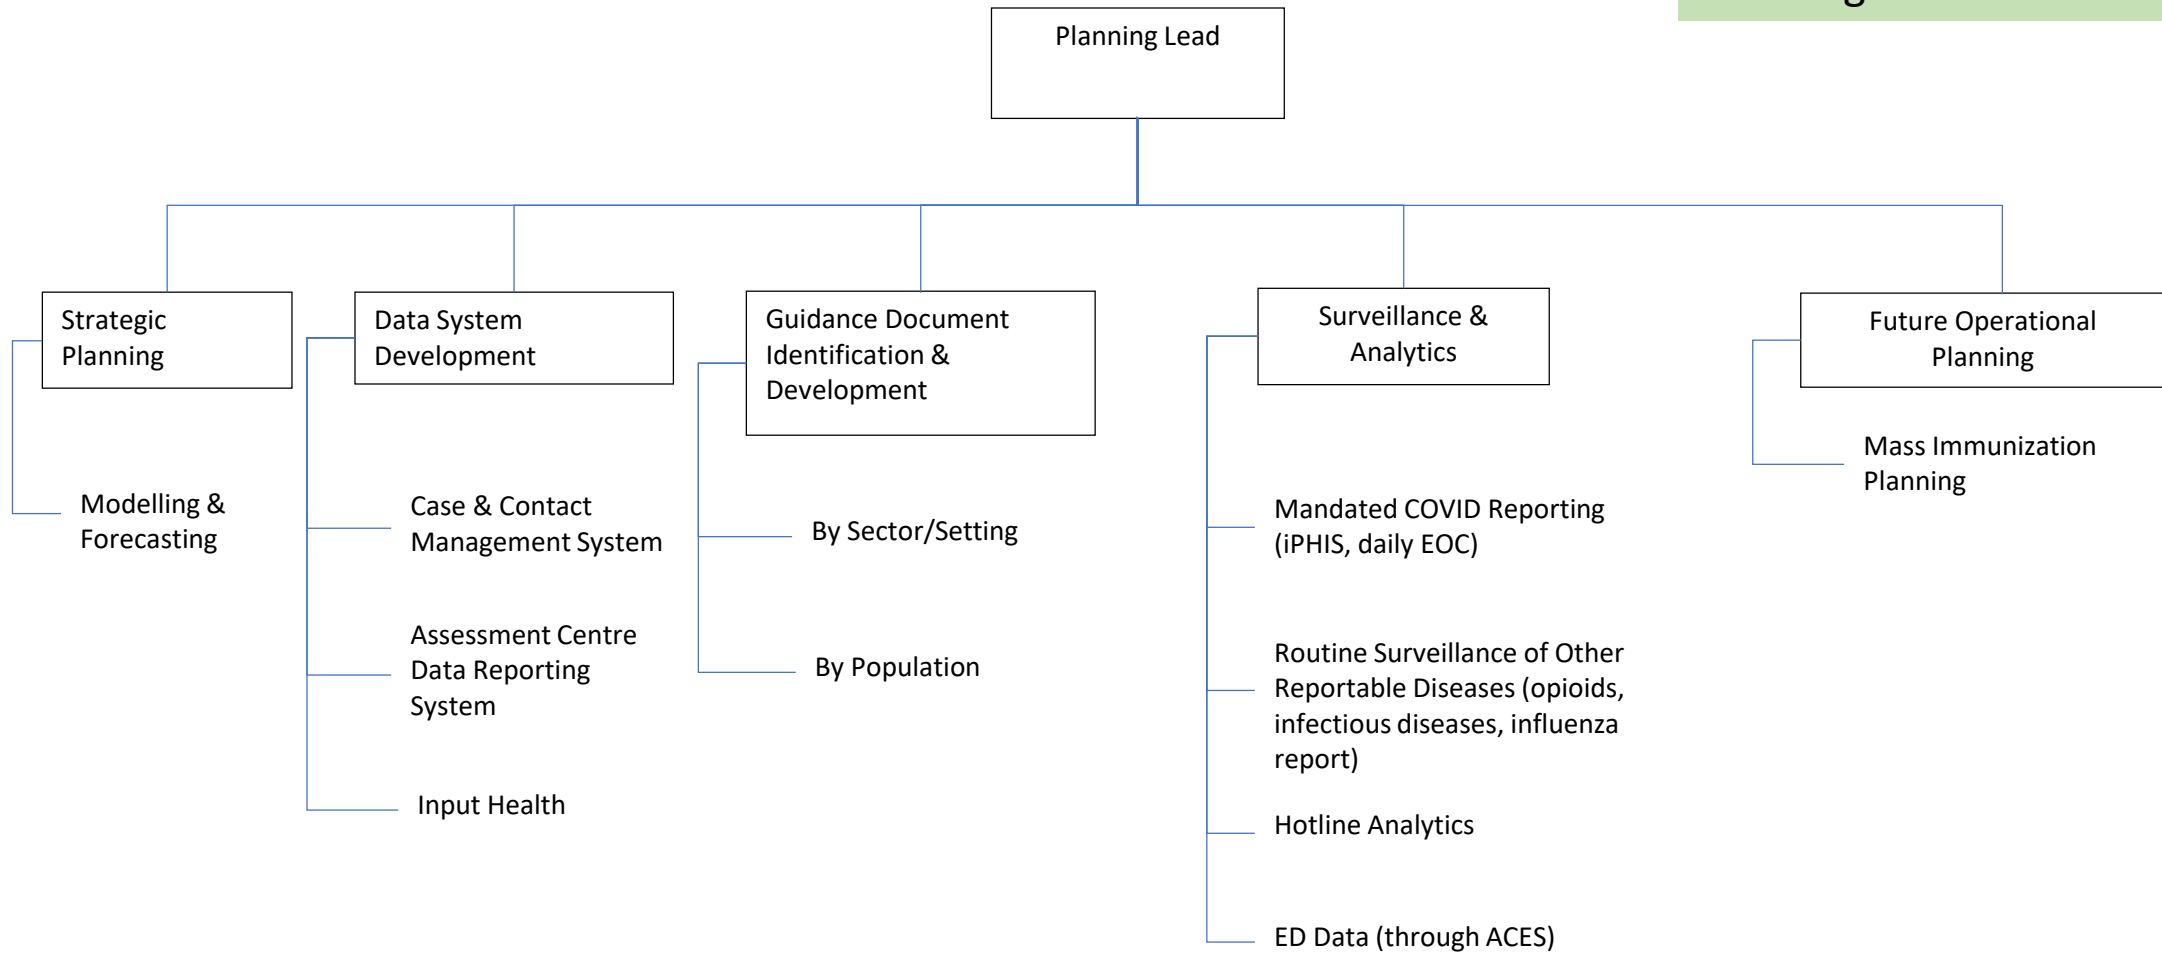 Planning Lead
Strategic
Planning
Modelling &
Forecasting
Data System
Development
Case & Contact
Management System
Assessment Centre
Data Reporting
System
Input Health
Guidance Document
Identification &
Development
By Sector/Setting
By Population
Surveillance &
Analytics
Mandated COVID Reporting
(iPHIS, daily EOC)
Routine Surveillance of Other
Reportable Diseases (opioids,
infectious diseases, influenza
report)
Hotline Analytics
ED Data (through ACES)
Future Operational
Planning
Mass Immunization
Planning